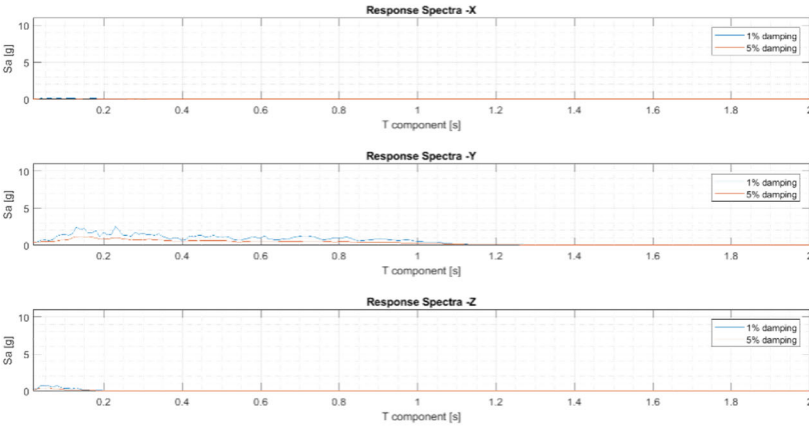 Response Spectra -X
10
5
0
Sa [g]
0.2 0.4 0.6 0.8 1 1.2 1.4 1.6 1.8 2
T component [s]
1% damping
5% damping
Response Spectra -Y
10
5
0
Sa [g]
0.2 0.4 0.6 0.8 1 1.2 1.4 1.6 1.8 2
T component [s]
1% damping
5% damping
Response Spectra -Z
10
5
0
Sa [g]
0.2 0.4 0.6 0.8 1 1.2 1.4 1.6 1.8 2
T component [s]
1% damping
5% damping